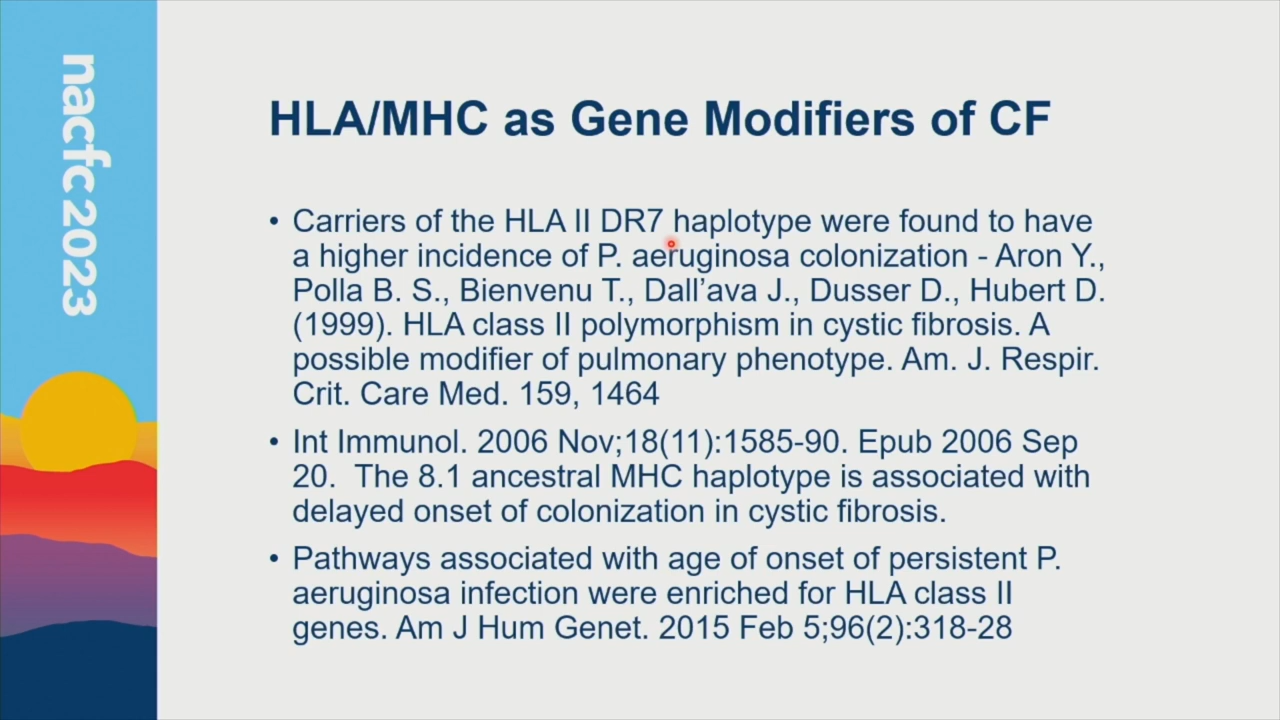 nacfc 2023
HLA/MHC as Gene Modifiers of CF
• Carriers of the HLA II DR7 haplotype were found to have
a higher incidence of P. aeruginosa colonization - Aron Y.,
Polla B. S., Bienvenu T., Dall’ava J., Dusser D., Hubert D.
(1999). HLA class II polymorphism in cystic fibrosis. A
possible modifier of pulmonary phenotype. Am. J. Respir.
Crit. Care Med. 159, 1464
• Int Immunol. 2006 Nov;18(11):1585-90. Epub 2006 Sep
20. The 8.1 ancestral MHC haplotype is associated with
delayed onset of colonization in cystic fibrosis.
• Pathways associated with age of onset of persistent P.
aeruginosa infection were enriched for HLA class II
genes. Am J Hum Genet. 2015 Feb 5;96(2):318-28